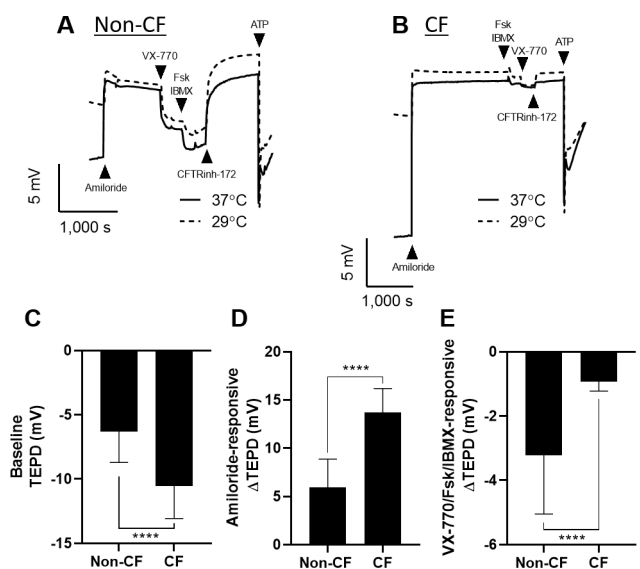 A Non-CF
VX-770
Fsk
IBMX
ATP
Amiloride
CFTRinh-172
5 mV
1,000 s
37°C
29°C
B CF
Fsk
IBMX
VX-770
ATP
CFTRinh-172
Amiloride
5 mV
1,000 s
37°C
29°C
C
Baseline
TEPD (mV)
0
-5
-10
-15
****
Non-CF CF
D
Amiloride-responsive
ΔTEPD (mV)
20
15
10
5
0
****
Non-CF CF
E
VX-770/Fsk/IBMX-responsive
ΔTEPD (mV)
0
-2
-4
-6
****
Non-CF CF